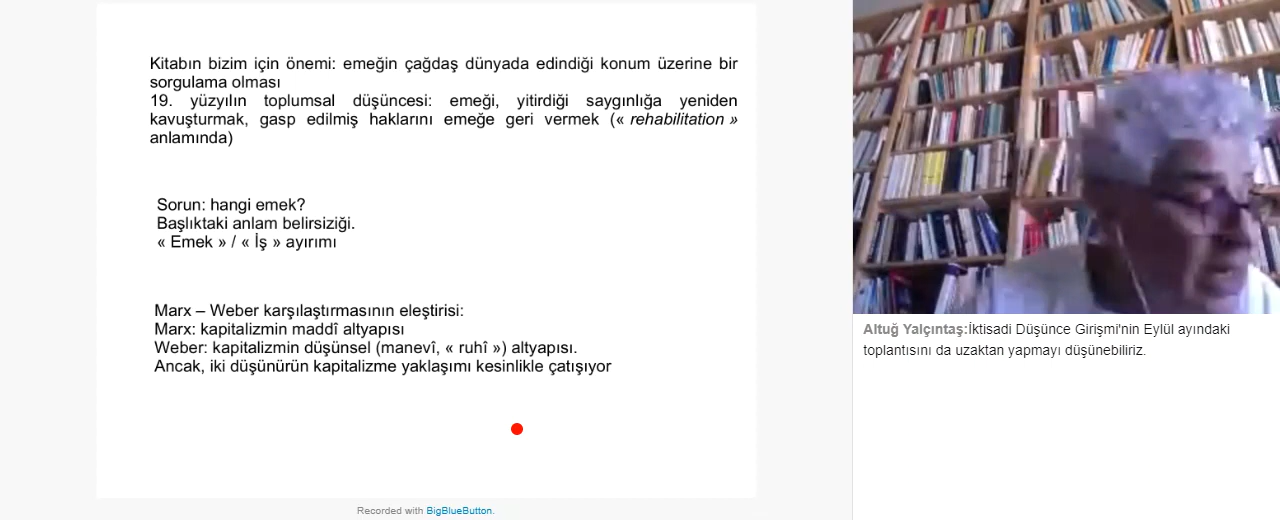 Kitabın bizim için önemi: emeğin çağdaş dünyada edindiği konum üzerine bir
sorgulama olması
19. yüzyılın toplumsal düşüncesi: emeği, yitirdiği saygınlığa yeniden
kavuşturmak, gasp edilmiş haklarını emeğe geri vermek (« rehabilitation »
anlamında)
Sorun: hangi emek?
Başlıktaki anlam belirsiziği.
« Emek » / « İş » ayırımı
Marx – Weber karşılaştırmasının eleştirisi:
Marx: kapitalizmin maddî altyapısı
Weber: kapitalizmin düşünsel (manevî, « ruhî ») altyapısı.
Ancak, iki düşünürün kapitalizme yaklaşımı kesinlikle çatışıyor
Recorded with BigBlueButton.
Altuğ Yalçıntaş:İktisadi Düşünce Girişmi'nin Eylül ayındaki
toplantısını da uzaktan yapmayı düşünebiliriz.